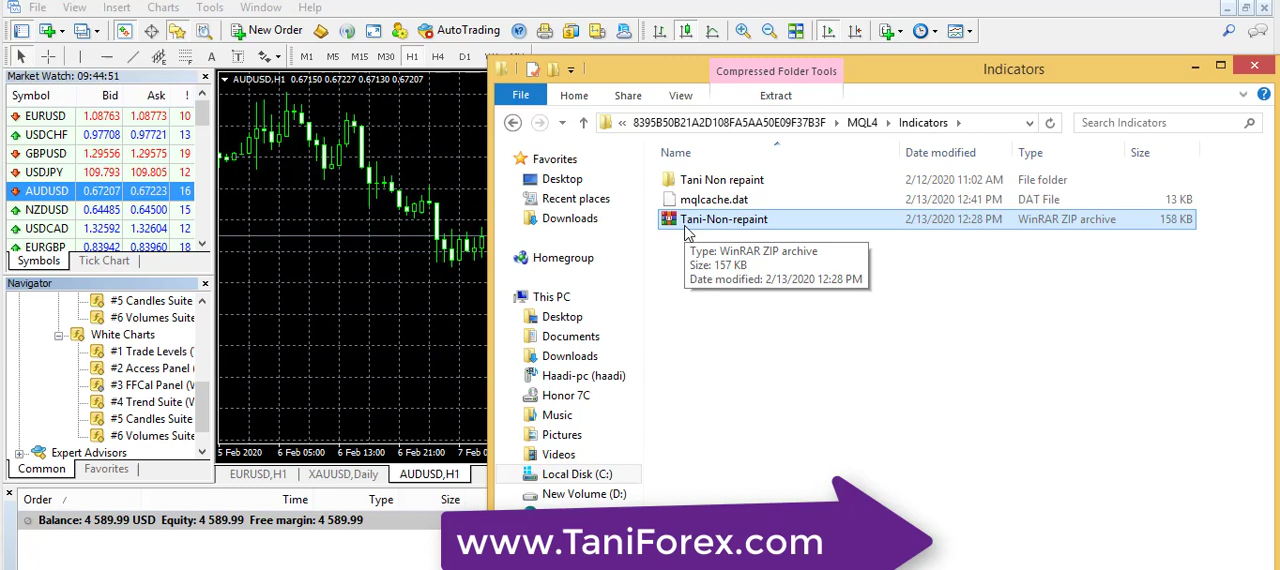 File View Insert Charts Tools Window Help
New Order AutoTrading
A T M1 M5 M15 M30 H1 H4 D1
Market Watch: 09:44:51
Symbol Bid Ask !
EURUSD 1.08763 1.08773 10
USDCHF 0.97708 0.97721 13
GBPUSD 1.29556 1.29575 19
USDJPY 109.793 109.805 12
AUDUSD 0.67207 0.67223 16
NZDUSD 0.64485 0.64500 15
USDCAD 1.32592 1.32604 12
EURGBP 0.83942 0.83960 18
Symbols Tick Chart
Navigator
#5 Candles Suite
#6 Volumes Suite
White Charts
#1 Trade Levels (
#2 Access Panel (
#3 FFCal Panel (W
#4 Trend Suite (W
#5 Candles Suite
#6 Volumes Suite
Expert Advisors
Common Favorites
AUDUSD,H1 0.67150 0.67227 0.67130 0.67207
5 Feb 2020 6 Feb 05:00 6 Feb 13:00 6 Feb 21:00 7 Feb 0
EURUSD,H1 XAUUSD,Daily AUDUSD,H1
Order / Time Type Size
Balance: 4 589.99 USD Equity: 4 589.99 Free margin: 4 589.99
Compressed Folder Tools Indicators
File Home Share View Extract
8395B50B21A2D108FA5AA50E09F37B3F MQL4 Indicators
Search Indicators
Name Date modified Type Size
Tani Non repaint 2/12/2020 11:02 AM File folder
mqlcache.dat 2/13/2020 12:41 PM DAT File 13 KB
Tani-Non-repaint 2/13/2020 12:28 PM WinRAR ZIP archive 158 KB
Type: WinRAR ZIP archive
Size: 157 KB
Date modified: 2/13/2020 12:28 PM
Favorites
Desktop
Recent places
Downloads
Homegroup
This PC
Desktop
Documents
Downloads
Haadi-pc (haadi)
Honor 7C
Music
Pictures
Videos
Local Disk (C:)
New Volume (D:)
www.TaniForex.com